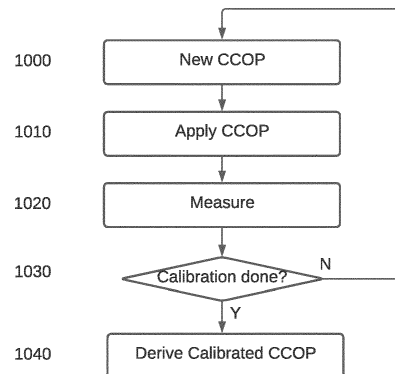 1000 New CCOP
1010 Apply CCOP
1020 Measure
1030 Calibration done? N
Y
1040 Derive Calibrated CCOP